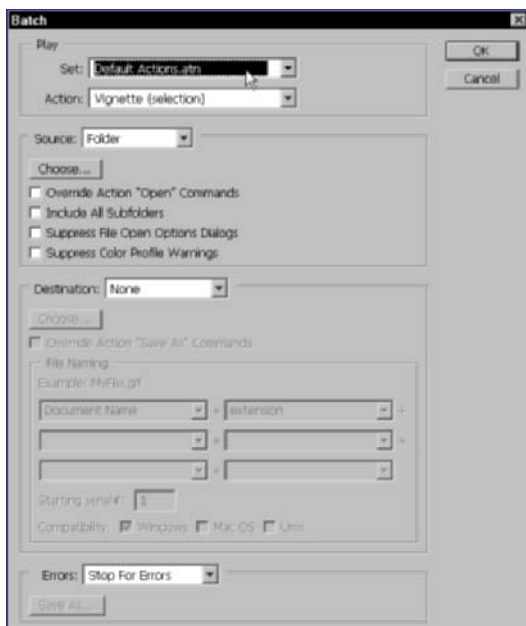 Batch
Play
Set: Default Actions.atn
Action: Vignette (selection)
OK
Cancel
Source: Folder
Choose...
Override Action "Open" Commands
Include All Subfolders
Suppress File Open Options Dialogs
Suppress Color Profile Warnings
Destination: None
Choose...
Override Action "Save As" Commands
File Naming
Example: MyFile.gif
Document Name + extension +
+ +
+
Starting serial#: 1
Compatibility: Windows Mac OS Unix
Errors: Stop For Errors
Save As...